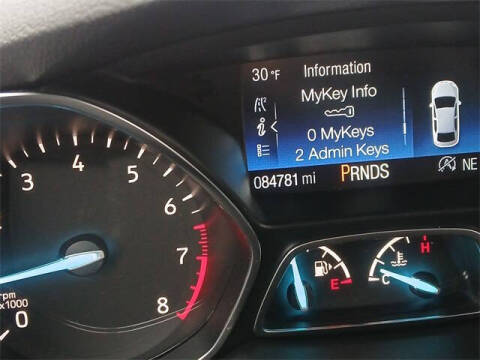 30°F Information
MyKey Info
0 MyKeys
2 Admin Keys
084781 mi PRNDS NE
3 4 5 6 7 8
rpm
x1000
0
E
C H